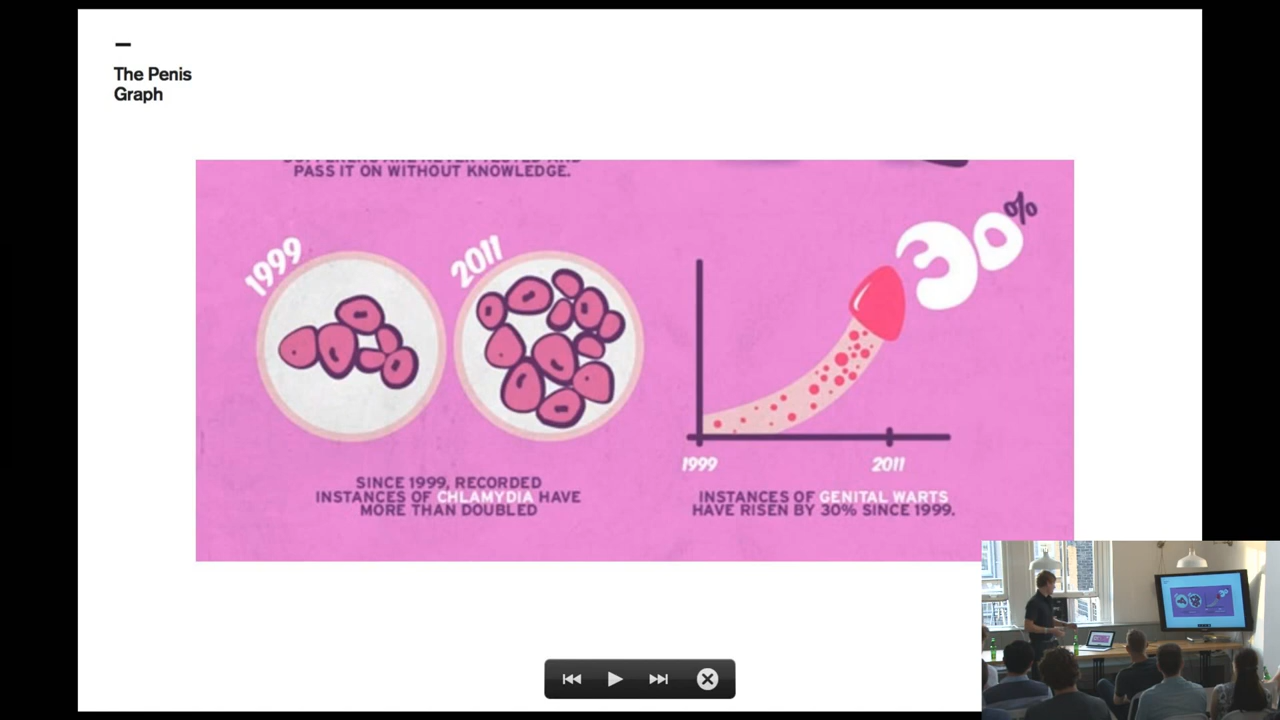 The Penis
Graph
PASS IT ON WITHOUT KNOWLEDGE.
1999
2011
30%
1999
2011
SINCE 1999, RECORDED
INSTANCES OF CHLAMYDIA HAVE
MORE THAN DOUBLED
INSTANCES OF GENITAL WARTS
HAVE RISEN BY 30% SINCE 1999.